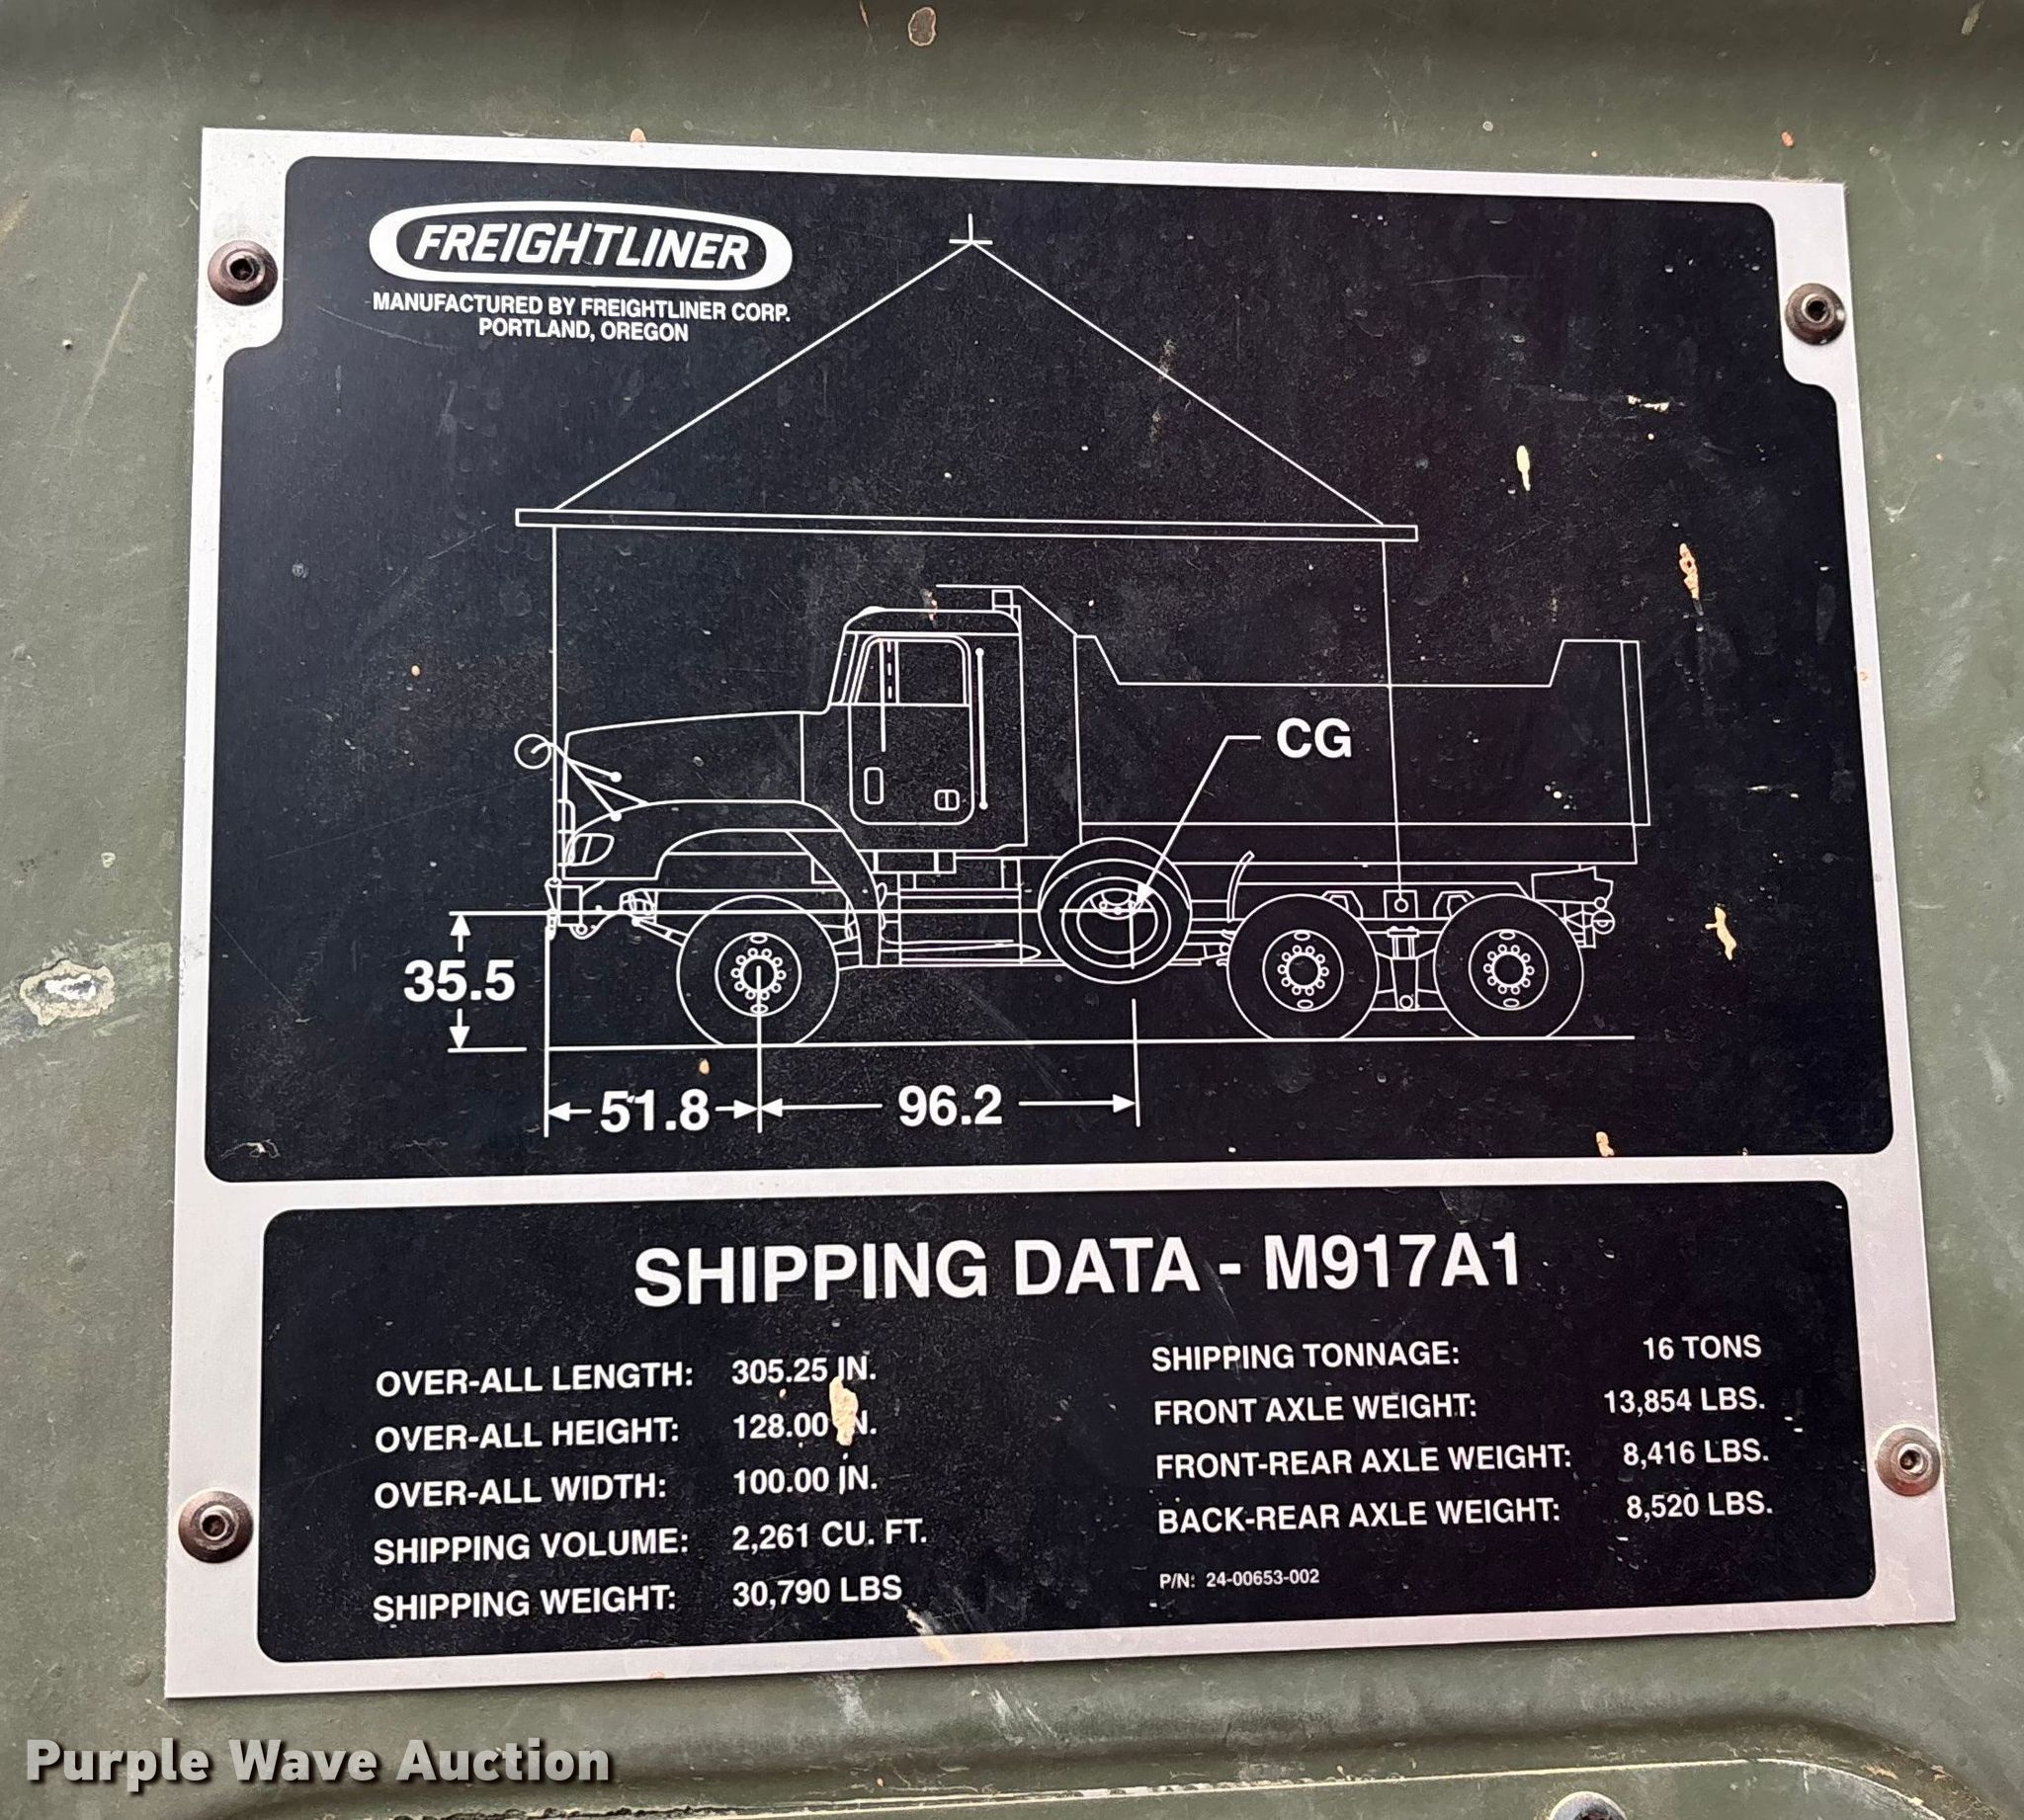 FREIGHTLINER
MANUFACTURED BY FREIGHTLINER CORP.
PORTLAND, OREGON
CG
35.5
51.8
96.2
SHIPPING DATA - M917A1
OVER-ALL LENGTH: 305.25 IN.
OVER-ALL HEIGHT: 128.00 IN.
OVER-ALL WIDTH: 100.00 IN.
SHIPPING VOLUME: 2,261 CU. FT.
SHIPPING WEIGHT: 30,790 LBS
SHIPPING TONNAGE: 16 TONS
FRONT AXLE WEIGHT: 13,854 LBS.
FRONT-REAR AXLE WEIGHT: 8,416 LBS.
BACK-REAR AXLE WEIGHT: 8,520 LBS.
P/N: 24-00653-002
Purple Wave Auction